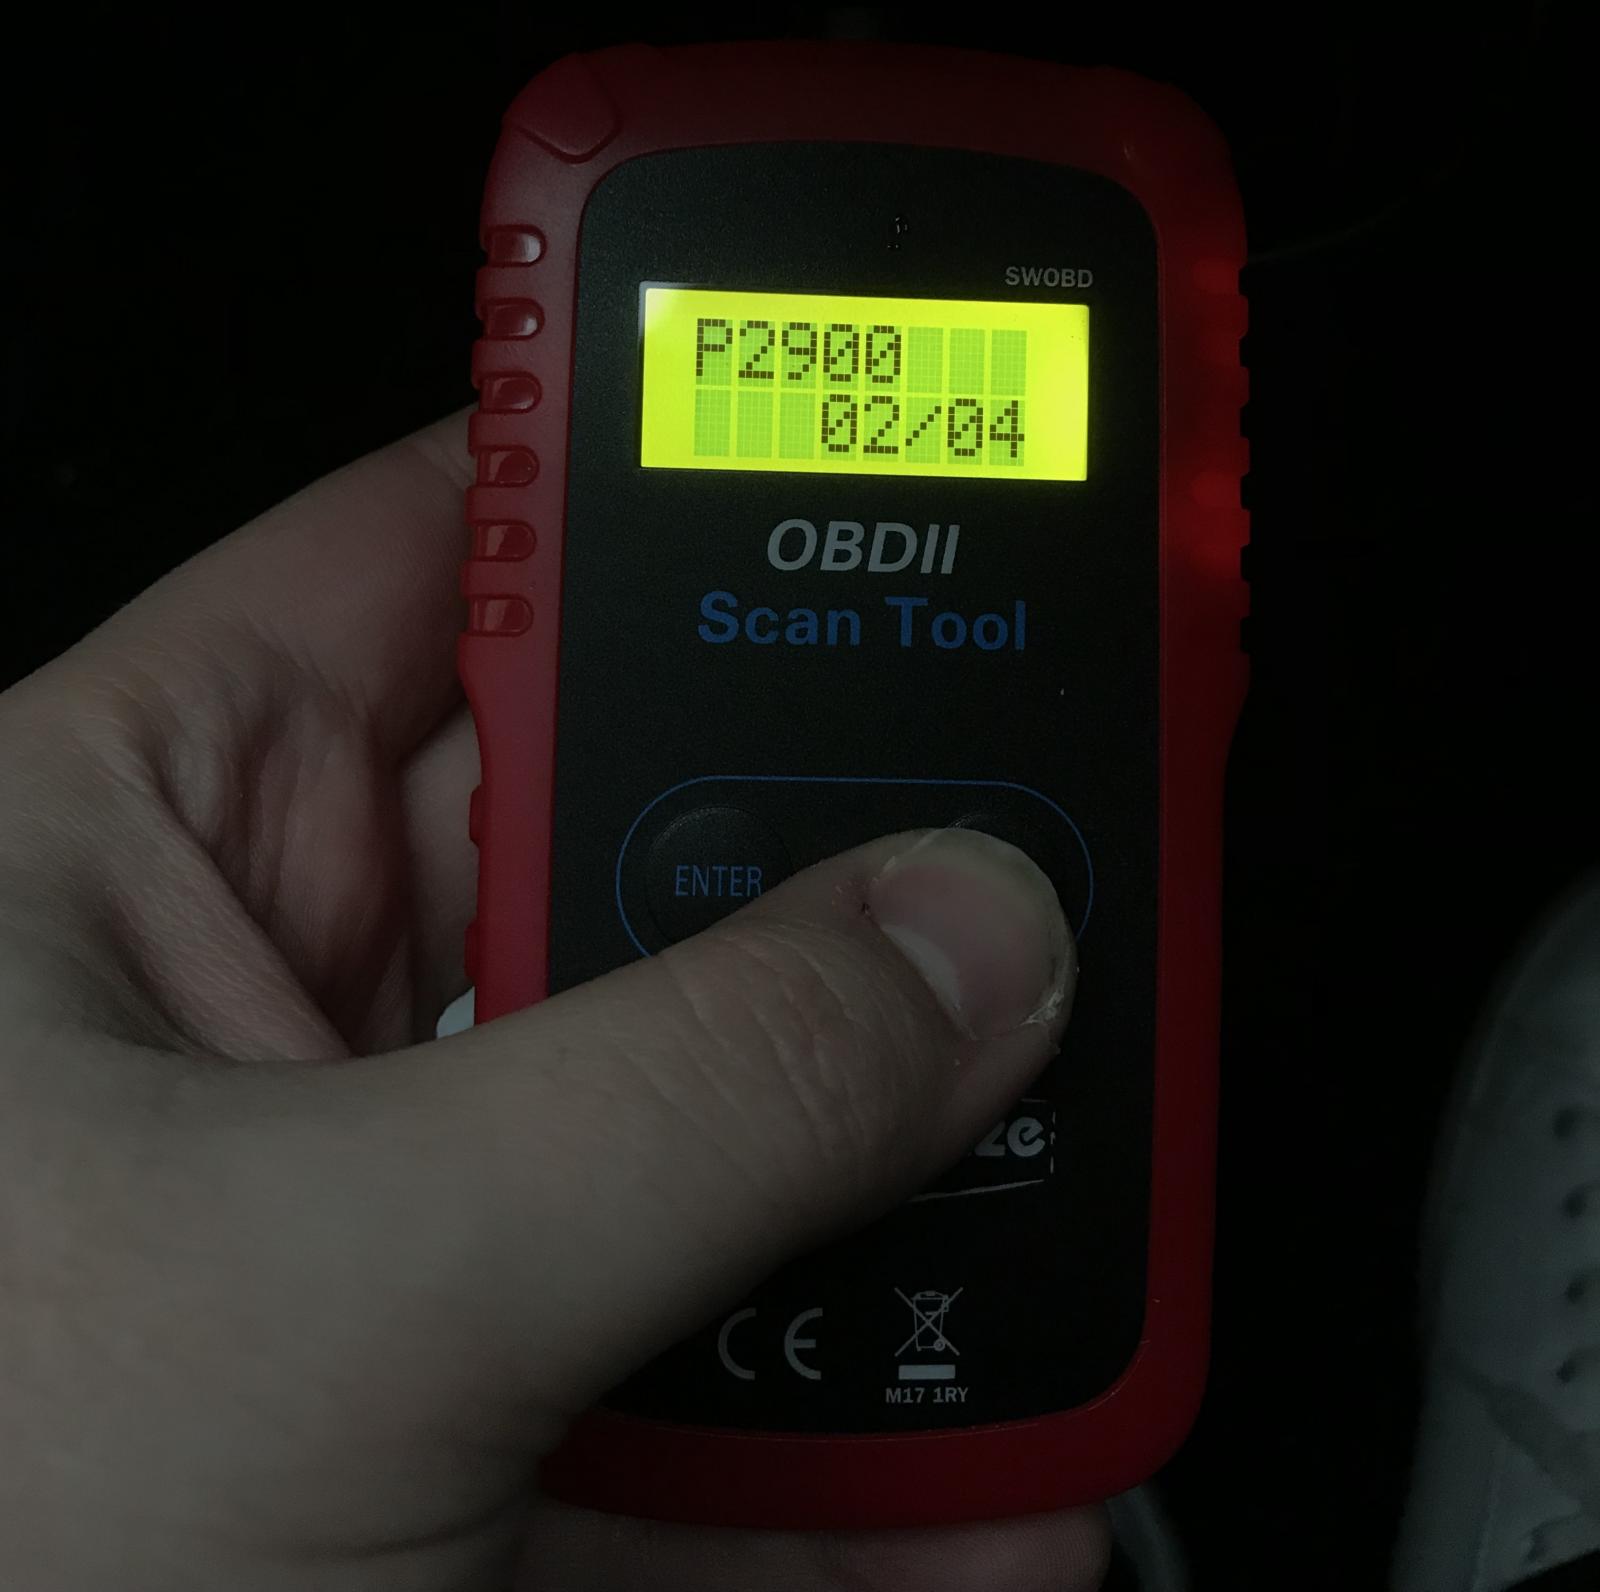 SWOBD
P2900
02/04
OBDII
Scan Tool
ENTER
CE
M17 1RY